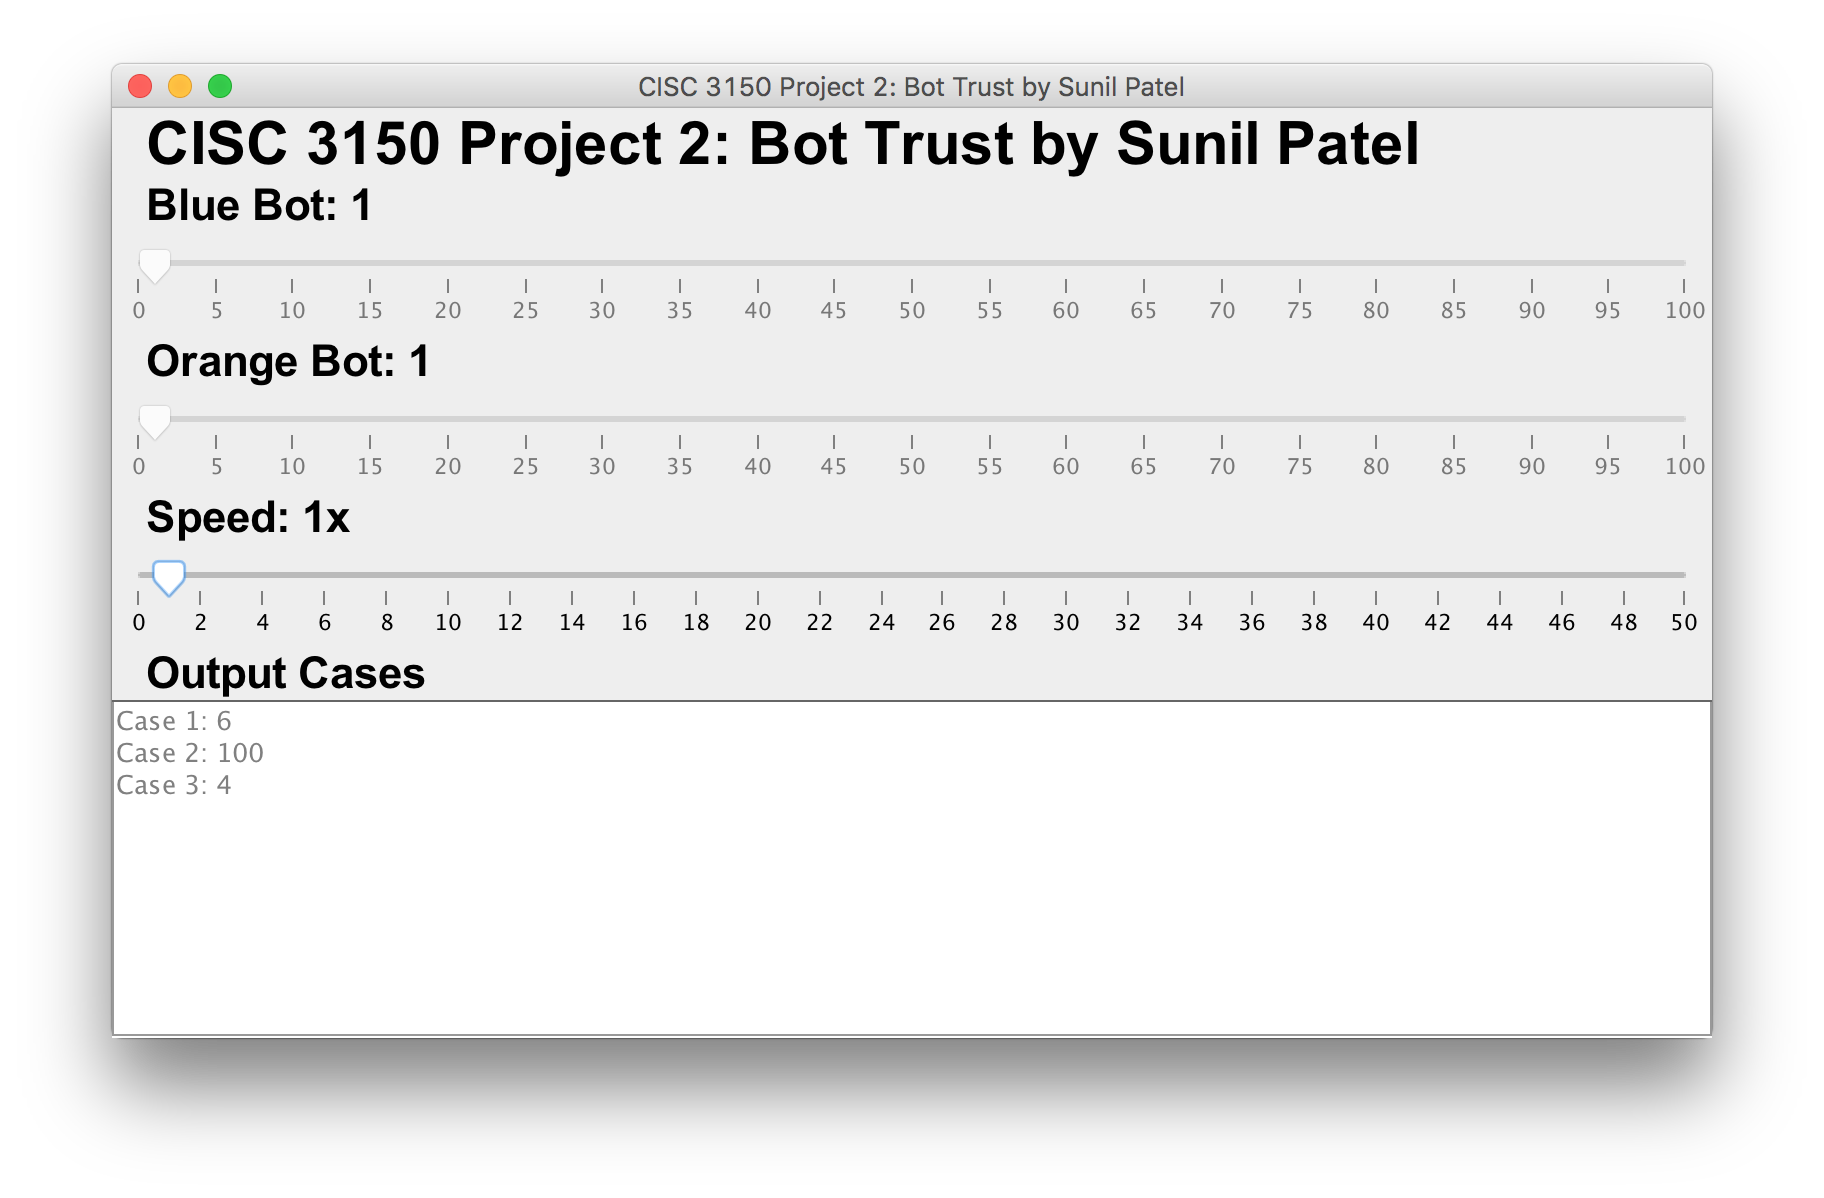 CISC 3150 Project 2: Bot Trust by Sunil Patel
CISC 3150 Project 2: Bot Trust by Sunil Patel
Blue Bot: 1
0 5 10 15 20 25 30 35 40 45 50 55 60 65 70 75 80 85 90 95 100
Orange Bot: 1
0 5 10 15 20 25 30 35 40 45 50 55 60 65 70 75 80 85 90 95 100
Speed: 1x
0 2 4 6 8 10 12 14 16 18 20 22 24 26 28 30 32 34 36 38 40 42 44 46 48 50
Output Cases
Case 1: 6
Case 2: 100
Case 3: 4